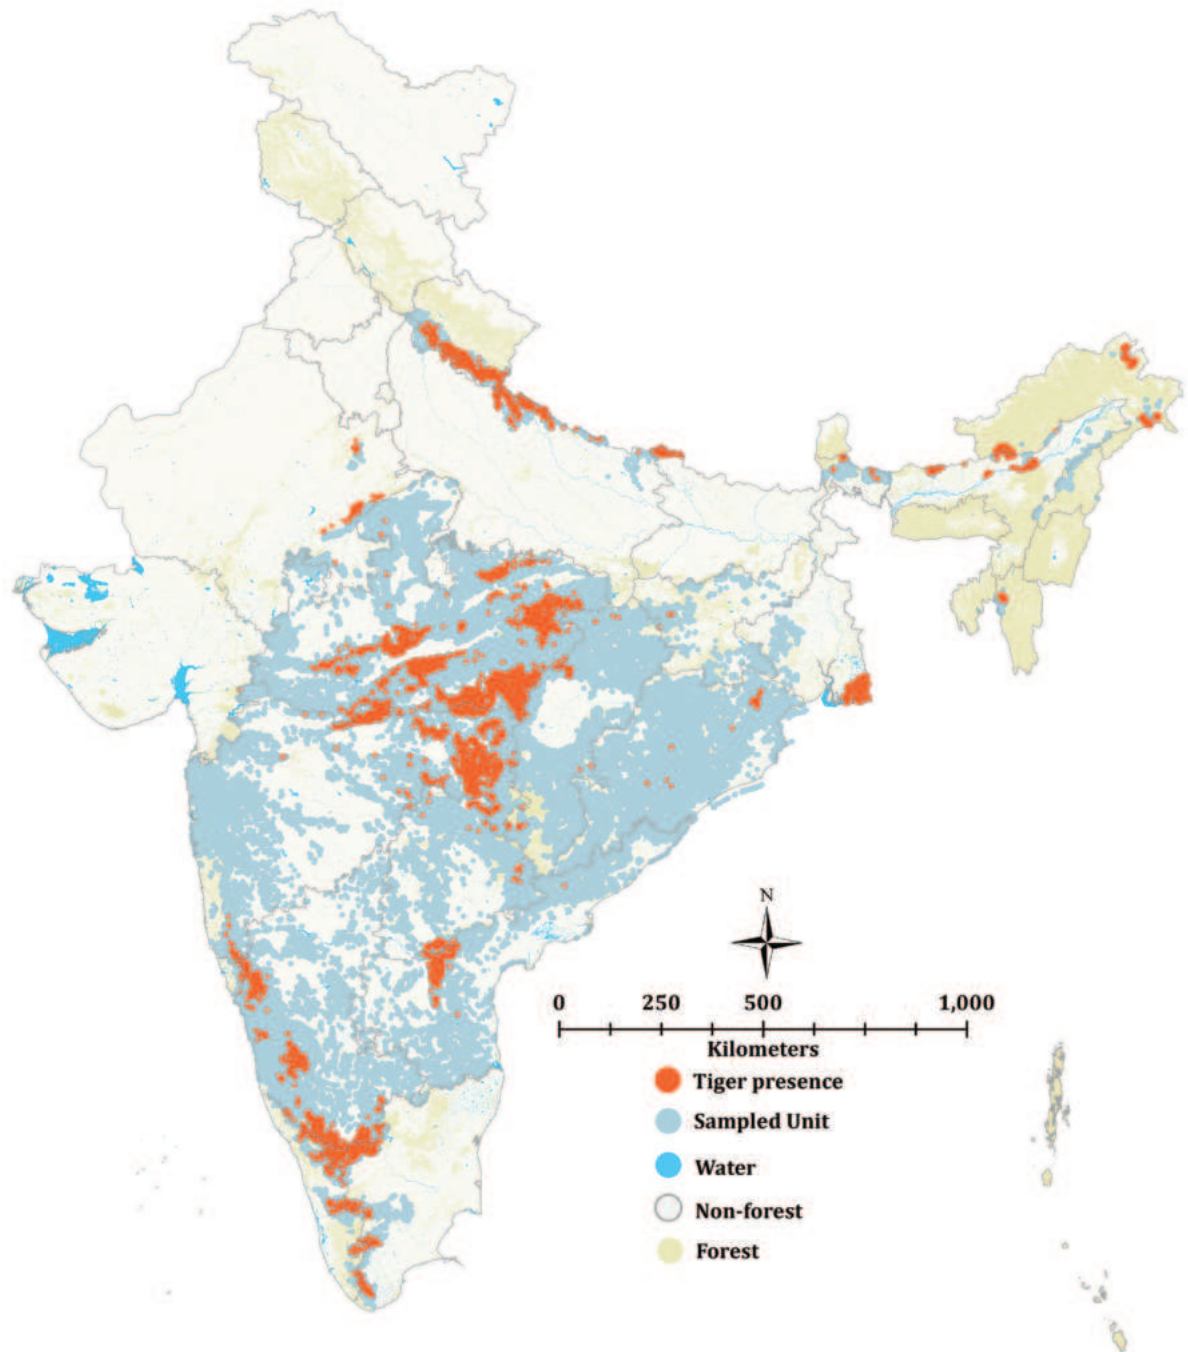 N
0 250 500 1,000
Kilometers
Tiger presence
Sampled Unit
Water
Non-forest
Forest